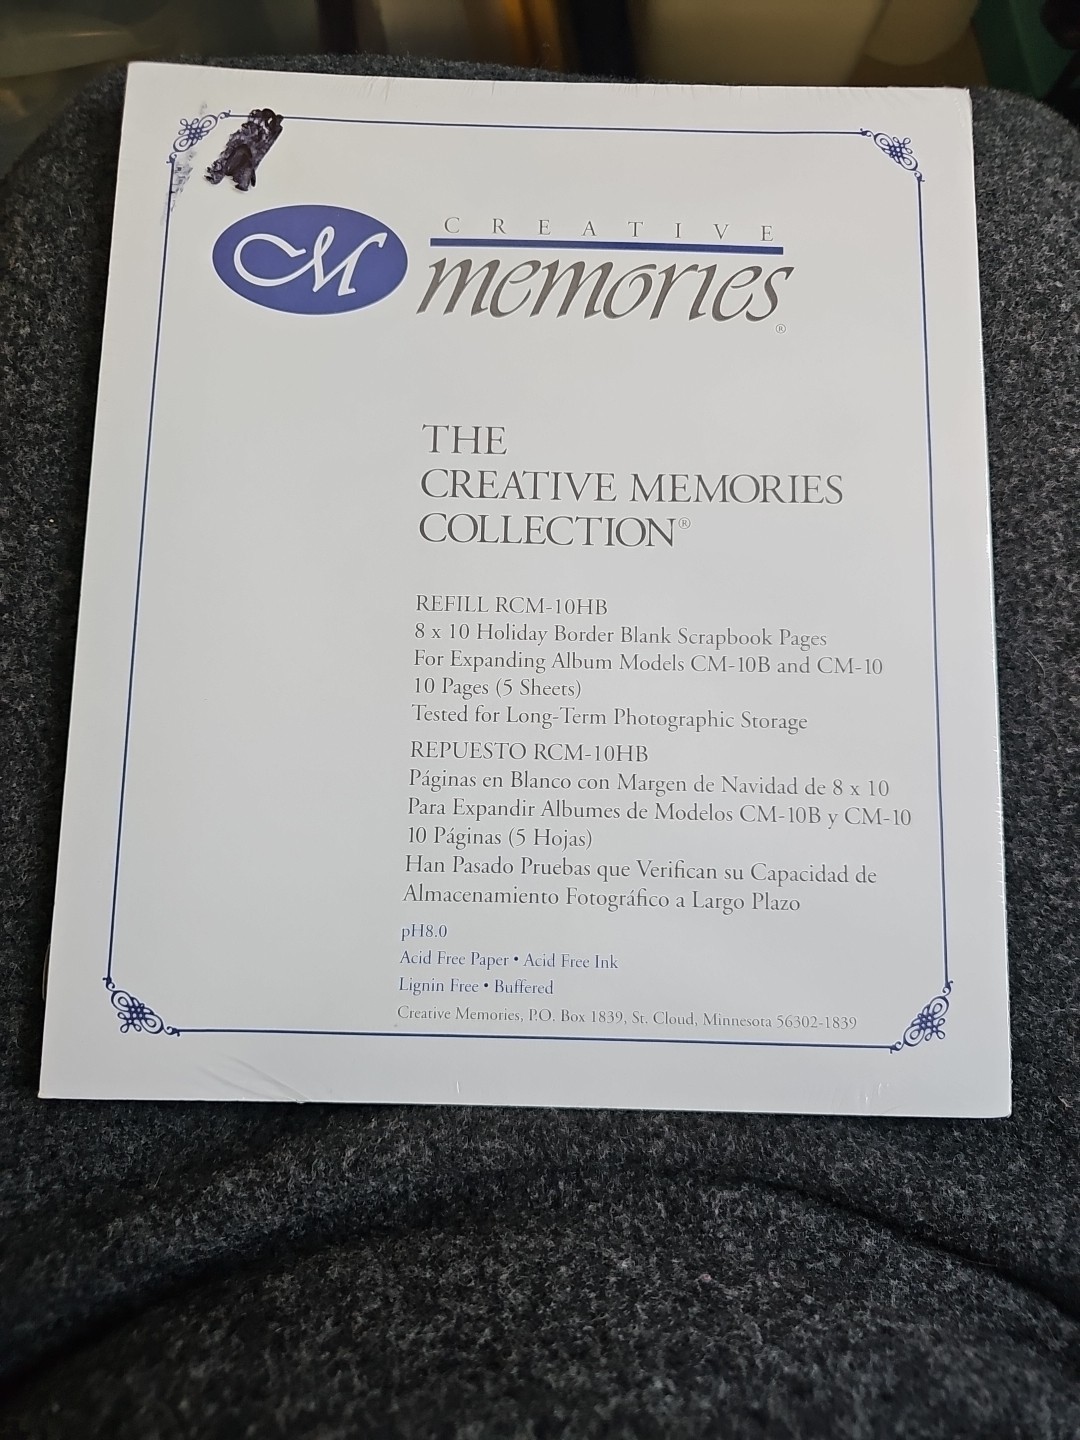 CREATIVE
memories®
THE
CREATIVE MEMORIES
COLLECTION®
REFILL RCM-10HB
8 x 10 Holiday Border Blank Scrapbook Pages
For Expanding Album Models CM-10B and CM-10
10 Pages (5 Sheets)
Tested for Long-Term Photographic Storage
REPUESTO RCM-10HB
Páginas en Blanco con Margen de Navidad de 8 x 10
Para Expandir Albumes de Modelos CM-10B y CM-10
10 Páginas (5 Hojas)
Han Pasado Pruebas que Verifican su Capacidad de
Almacenamiento Fotográfico a Largo Plazo
pH8.0
Acid Free Paper • Acid Free Ink
Lignin Free • Buffered
Creative Memories, P.O. Box 1839, St. Cloud, Minnesota 56302-1839